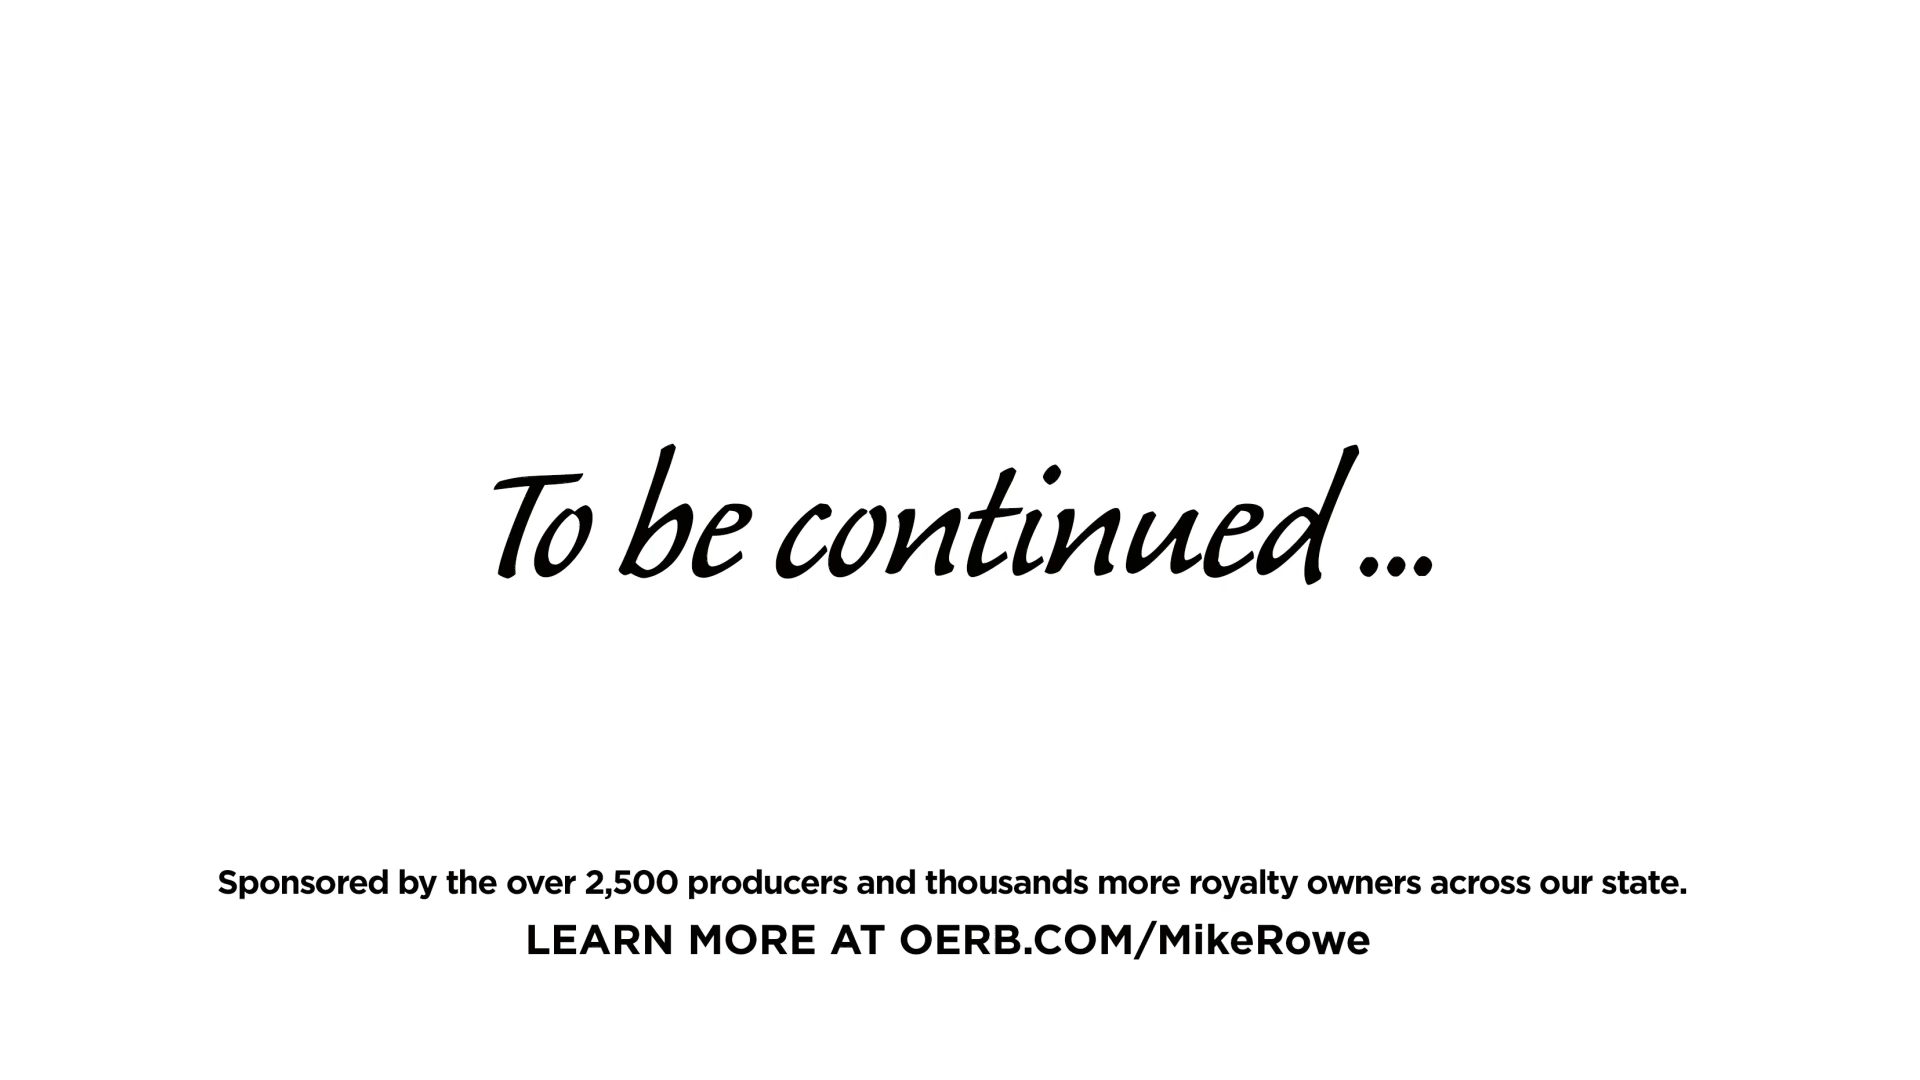 To be continued ...
Sponsored by the over 2,500 producers and thousands more royalty owners across our state.
LEARN MORE AT OERB.COM/MikeRowe